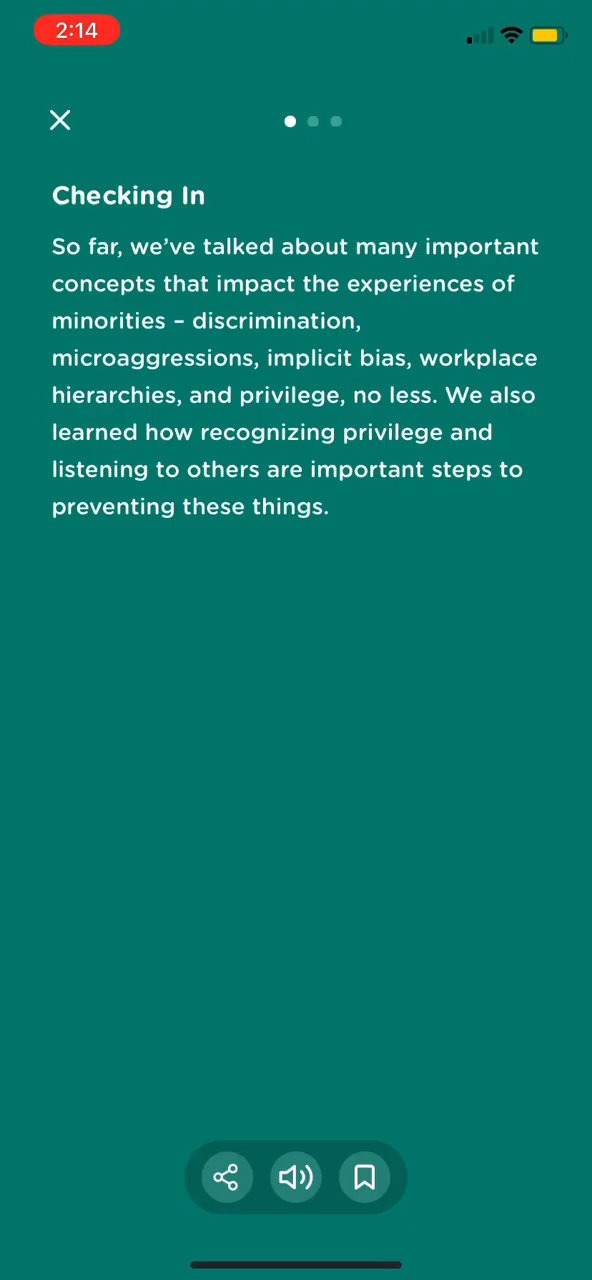 2:14
Checking In
So far, we’ve talked about many important
concepts that impact the experiences of
minorities – discrimination,
microaggressions, implicit bias, workplace
hierarchies, and privilege, no less. We also
learned how recognizing privilege and
listening to others are important steps to
preventing these things.